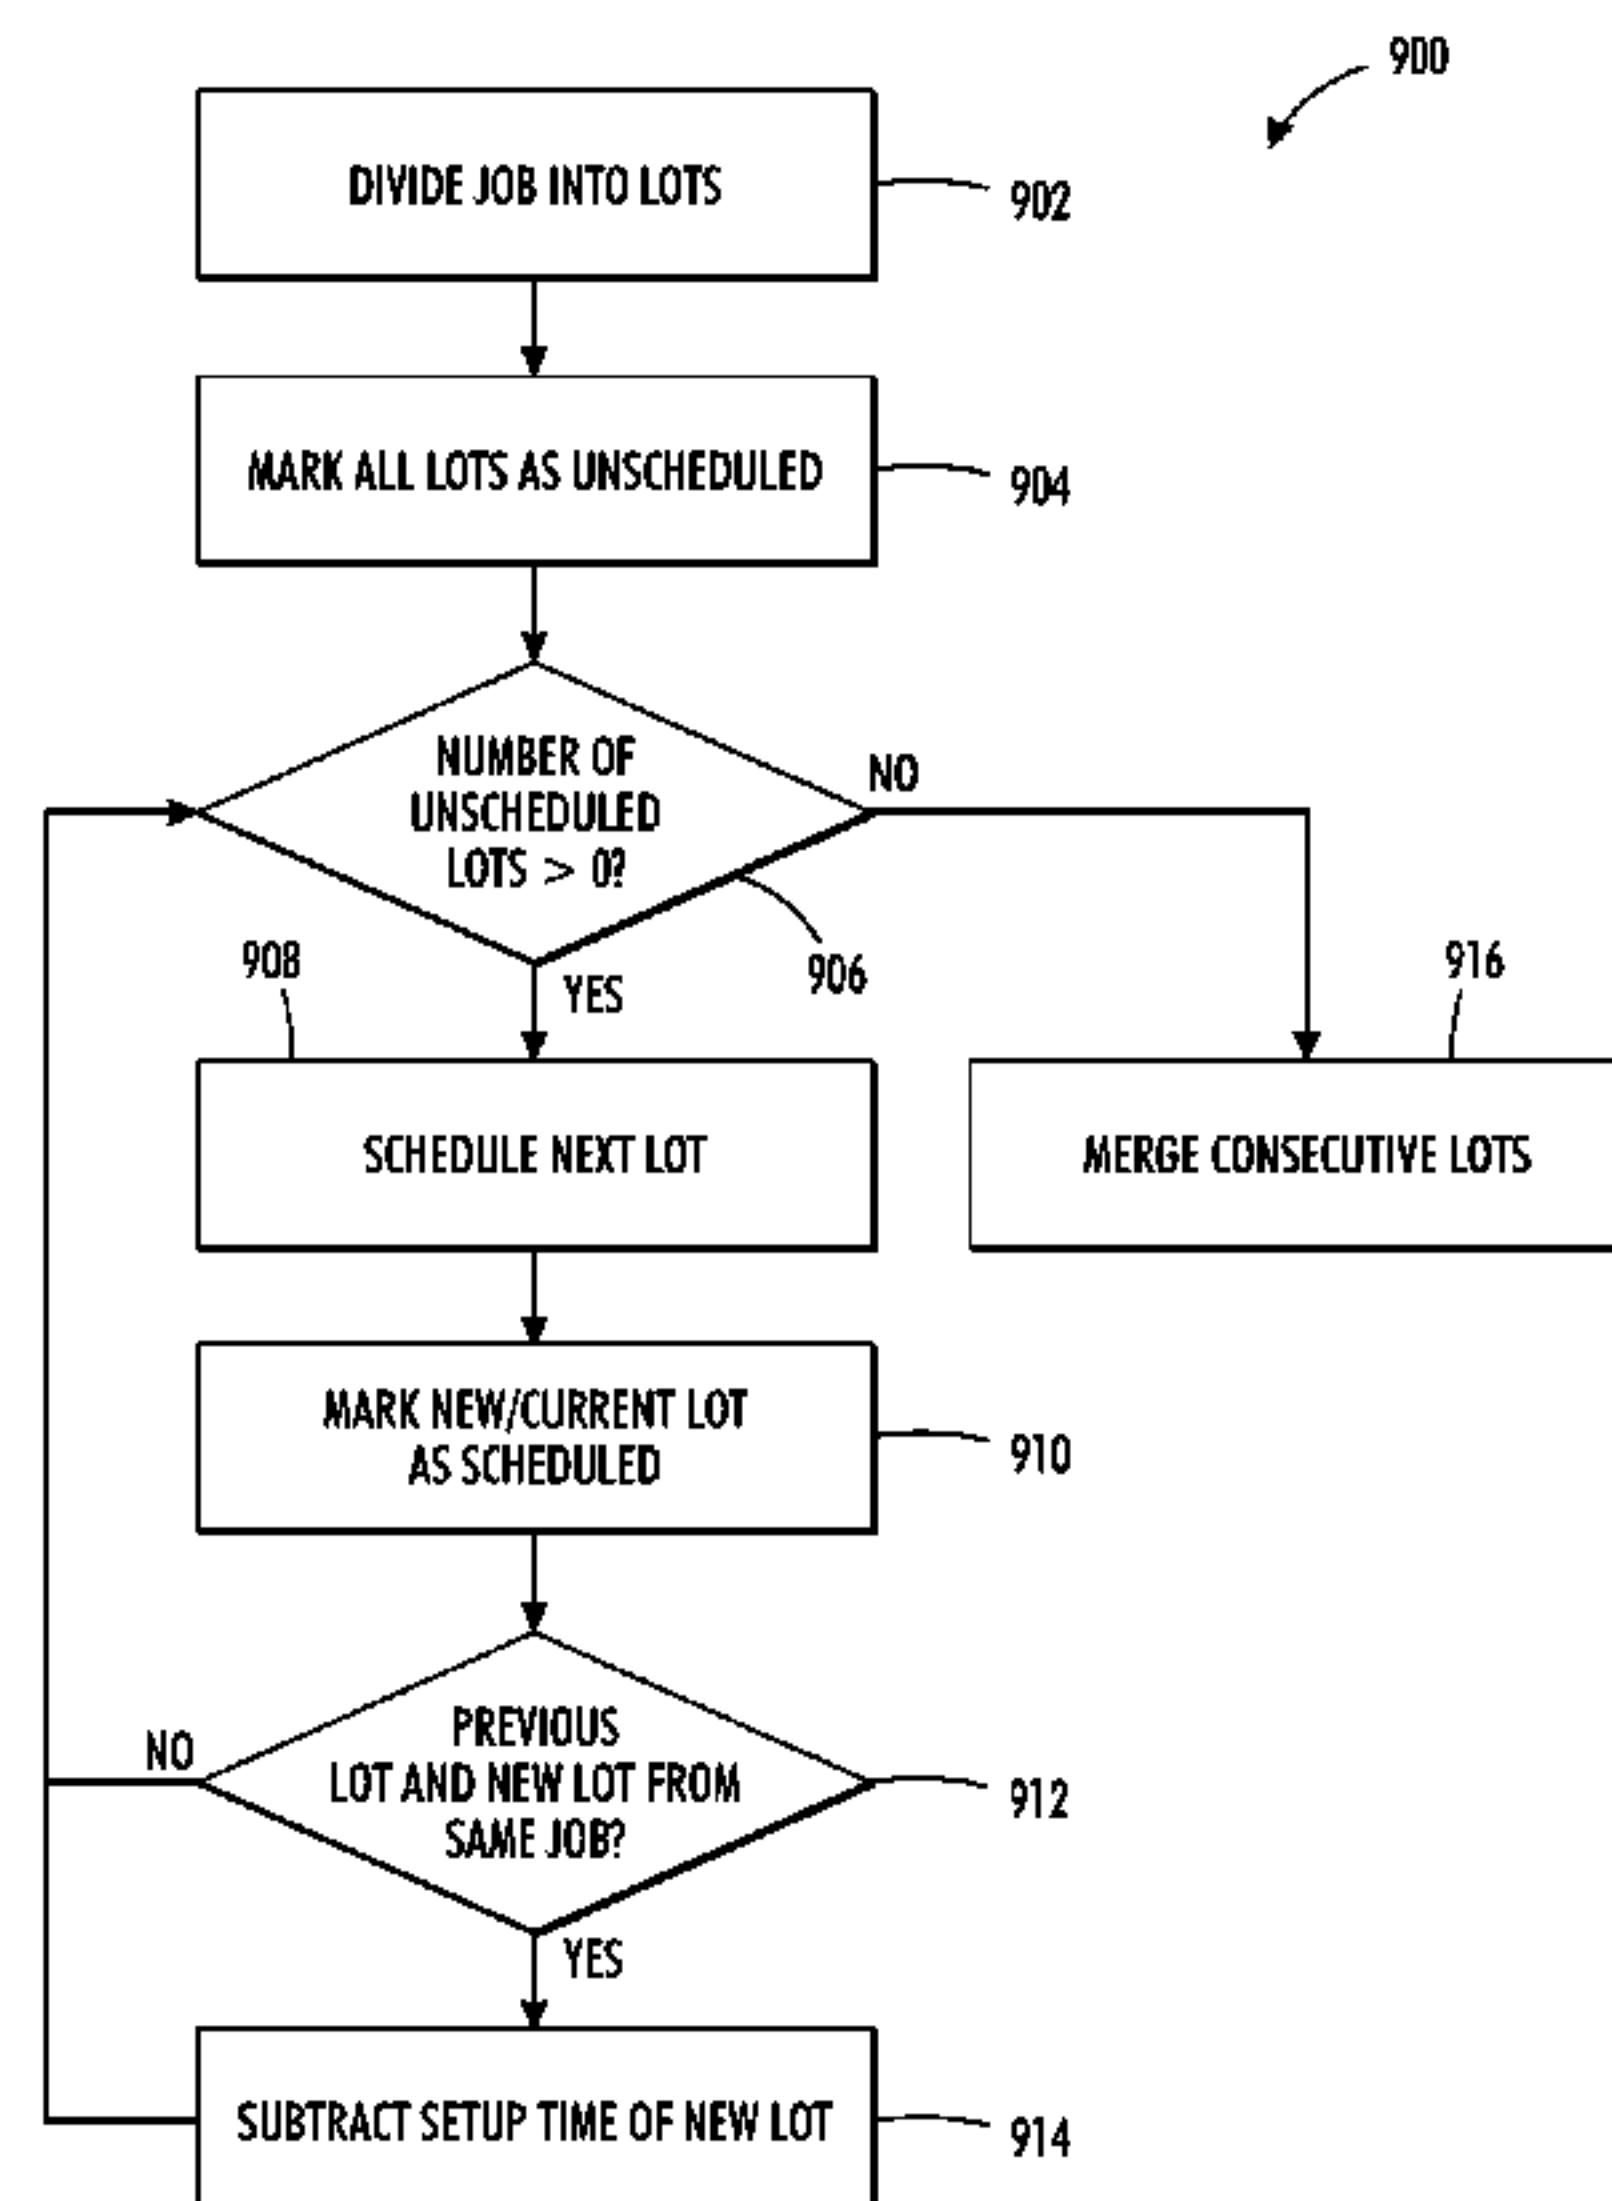 900
DIVIDE JOB INTO LOTS
902
MARK ALL LOTS AS UNSCHEDULED
904
NUMBER OF
UNSCHEDULED
LOTS > 0?
NO
906
YES
908
916
SCHEDULE NEXT LOT
MERGE CONSECUTIVE LOTS
MARK NEW/CURRENT LOT
AS SCHEDULED
910
PREVIOUS
LOT AND NEW LOT FROM
SAME JOB?
NO
912
YES
SUBTRACT SETUP TIME OF NEW LOT
914